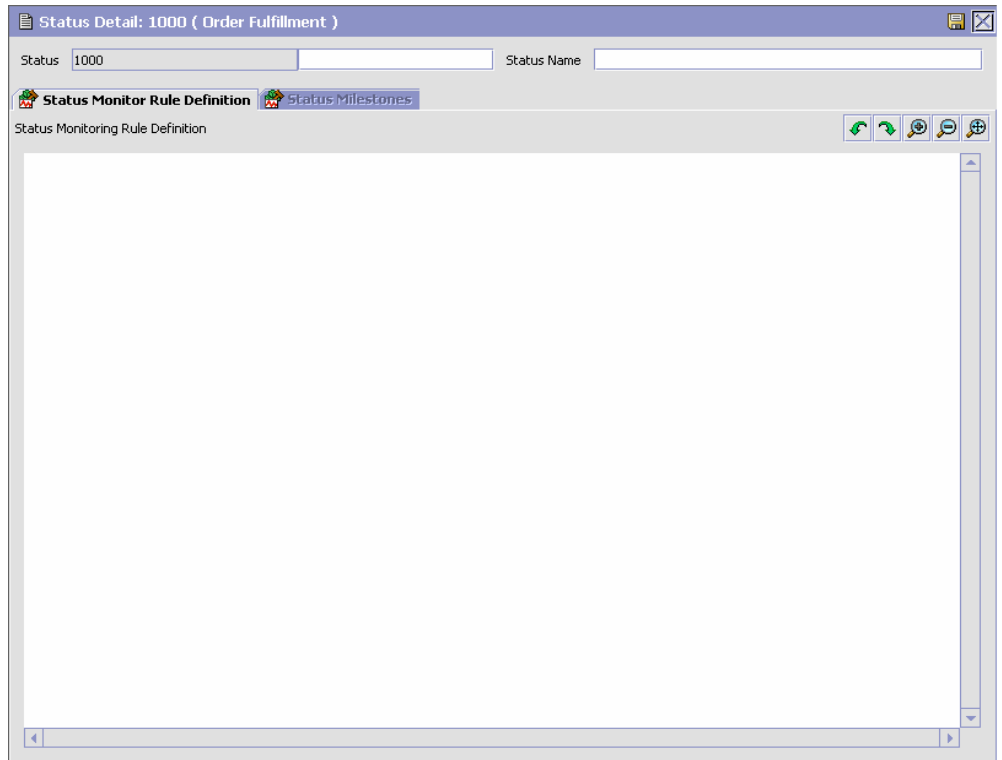 Status Detail: 1000 ( Order Fulfillment )
Status 1000 Status Name
Status Monitor Rule Definition Status Milestones
Status Monitoring Rule Definition